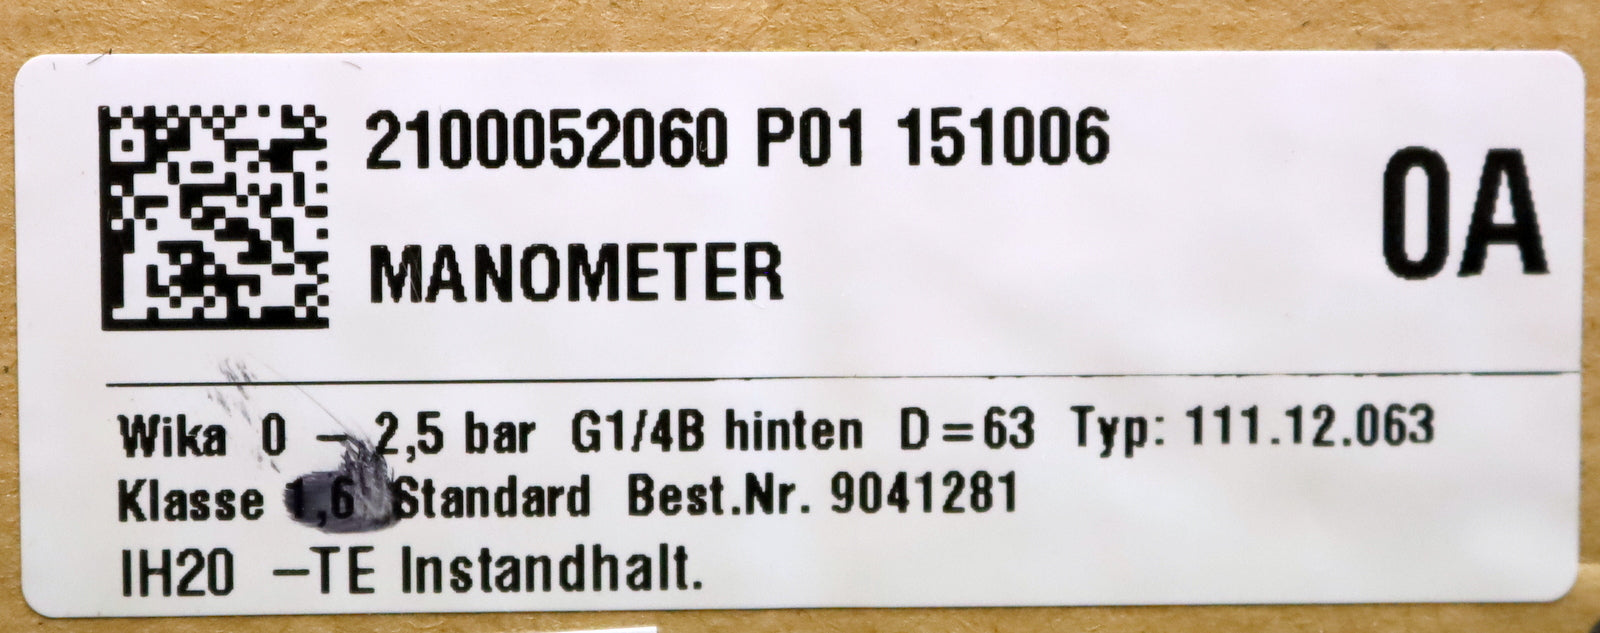 2100052060 P01 151006
0A
MANOMETER
Wika 0 – 2,5 bar G1/4B hinten D=63 Typ: 111.12.063
Klasse 1,6 Standard Best.Nr. 9041281
IH20 –TE Instandhalt.